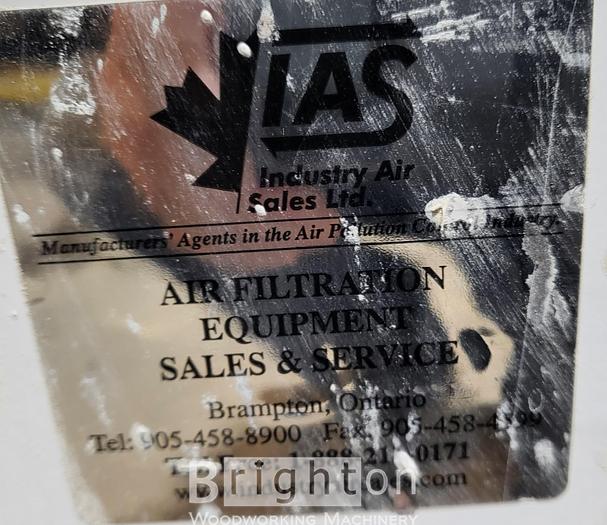 IAS
Industry Air
Sales Ltd.
Manufacturers' Agents in the Air Pollution Control Industry.
AIR FILTRATION
EQUIPMENT
SALES & SERVICE
Brampton, Ontario
Tel: 905-458-8900 Fax: 905-458-4399
Brighton
WOODWORKING MACHINERY